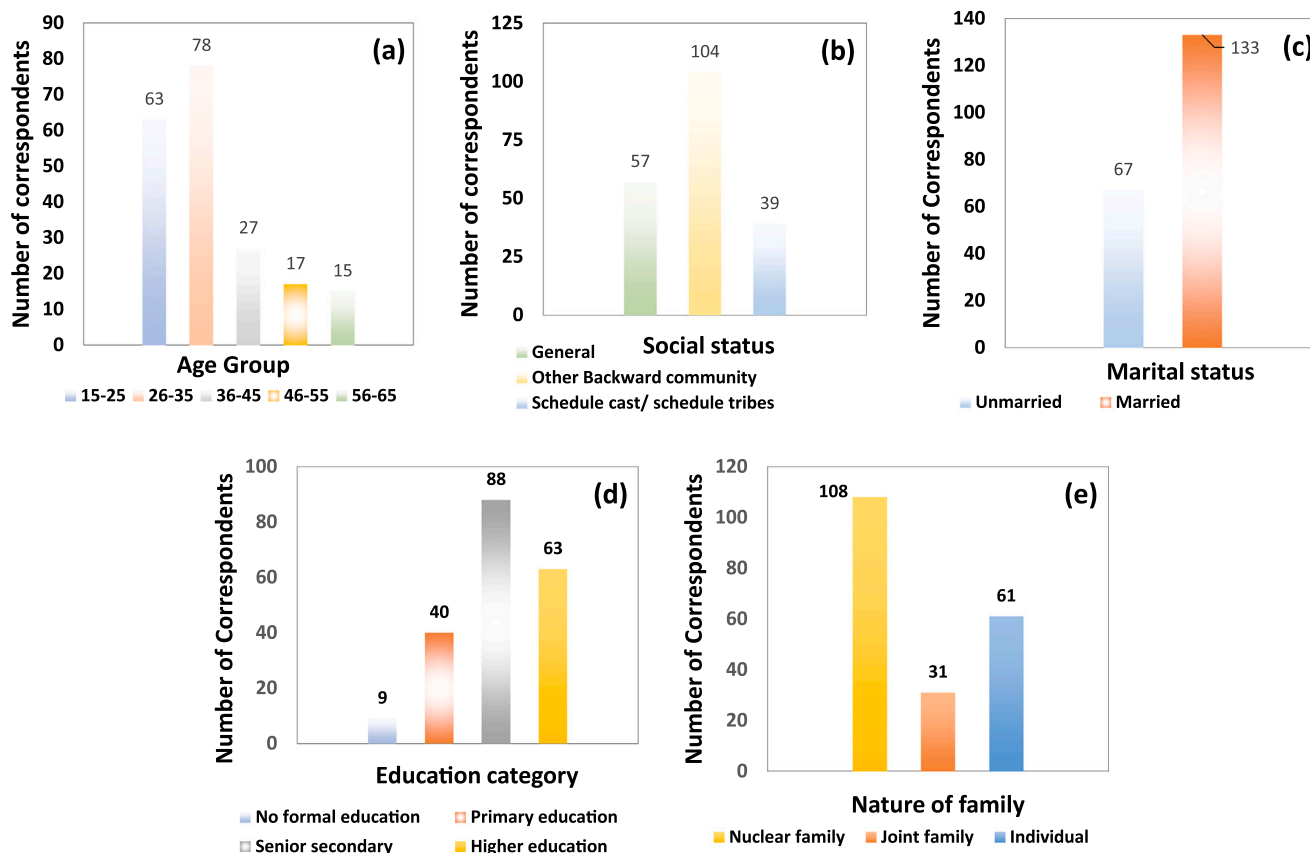 (a)
Number of correspondents
90
80
70
60
50
40
30
20
10
0
63
78
27
17
15
Age Group
15-25 26-35 36-45 46-55 56-65
(b)
Number of correspondents
125
100
75
50
25
0
57
104
39
Social status
General
Other Backward community
Schedule cast/ schedule tribes
(c)
Number of Correspondents
140
120
100
80
60
40
20
0
67
133
Marital status
Unmarried Married
(d)
Number of Correspondents
100
80
60
40
20
0
9
40
88
63
Education category
No formal education Primary education
Senior secondary Higher education
(e)
Number of Correspondents
120
100
80
60
40
20
0
108
31
61
Nature of family
Nuclear family Joint family Individual